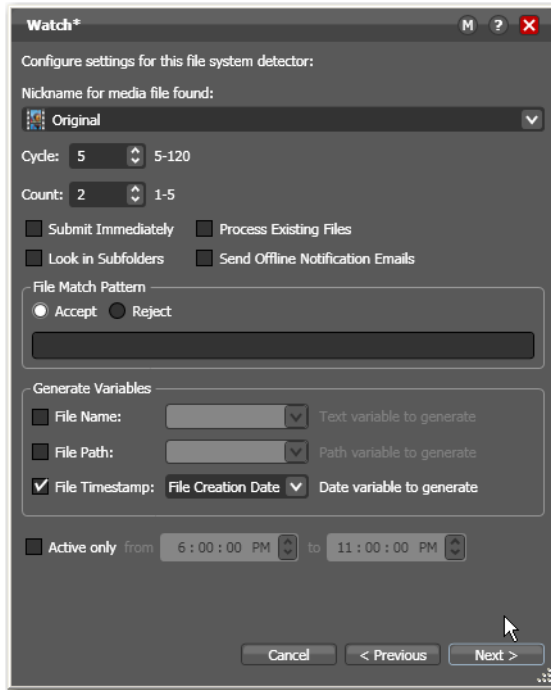 Watch*
M ?
Configure settings for this file system detector:
Nickname for media file found:
Original
Cycle: 5 5-120
Count: 2 1-5
Submit Immediately Process Existing Files
Look in Subfolders Send Offline Notification Emails
File Match Pattern
Accept Reject
Generate Variables
File Name: Text variable to generate
File Path: Path variable to generate
File Timestamp: File Creation Date Date variable to generate
Active only from 6:00:00 PM to 11:00:00 PM
Cancel < Previous Next >